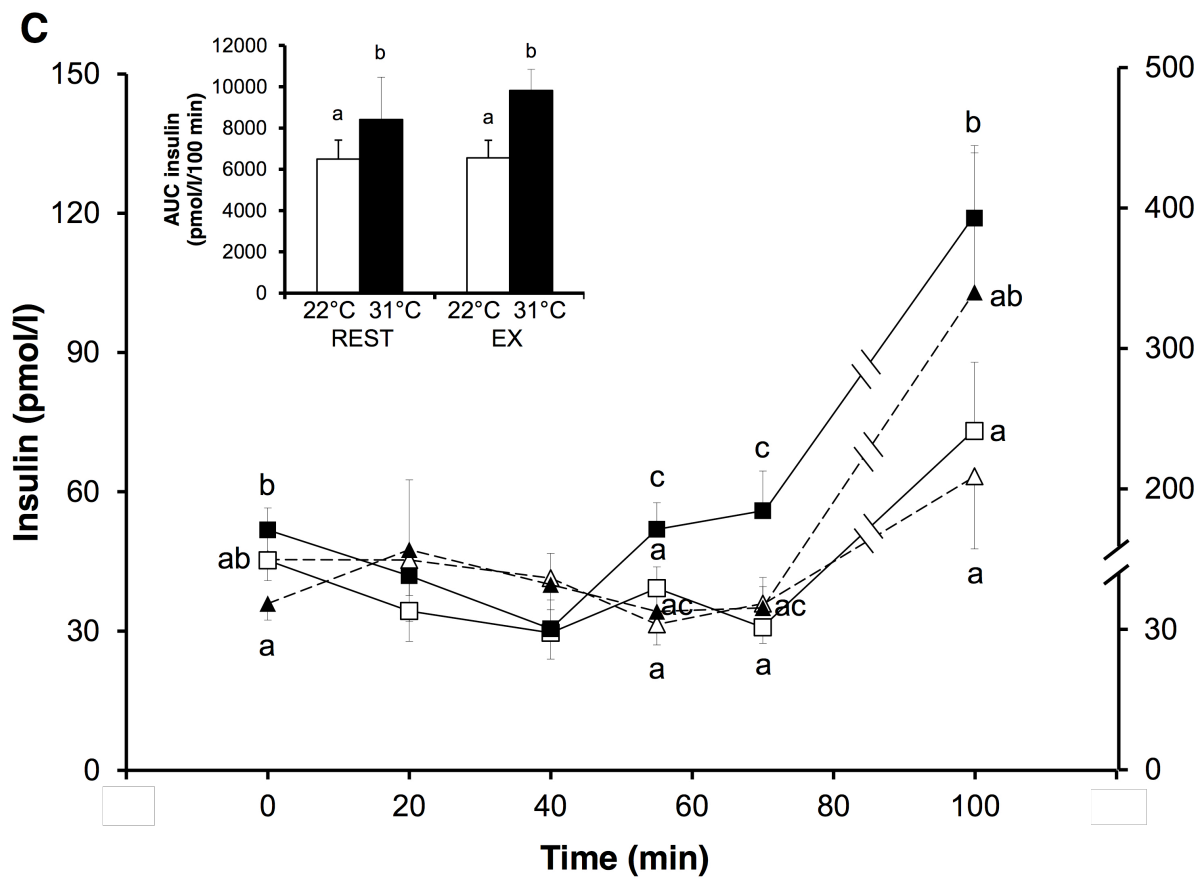 C
12000
10000
8000
6000
4000
2000
0
AUC insulin
(pmol/l/100 min)
a
b
a
b
22°C 31°C 22°C 31°C
REST EX
150
120
90
60
30
0
Insulin (pmol/l)
500
400
300
200
30
0
b
ab
a
c
a
ac
a
c
ac
a
b
ab
a
a
0 20 40 60 80 100
Time (min)